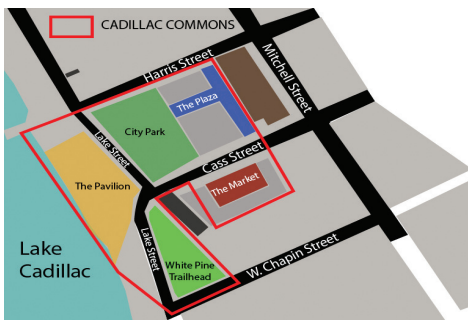 CADILLAC COMMONS
Harris Street
Mitchell Street
The Plaza
City Park
Lake Street
Cass Street
The Pavilion
The Market
Lake Street
Lake
Cadillac
White Pine
Trailhead
W. Chapin Street